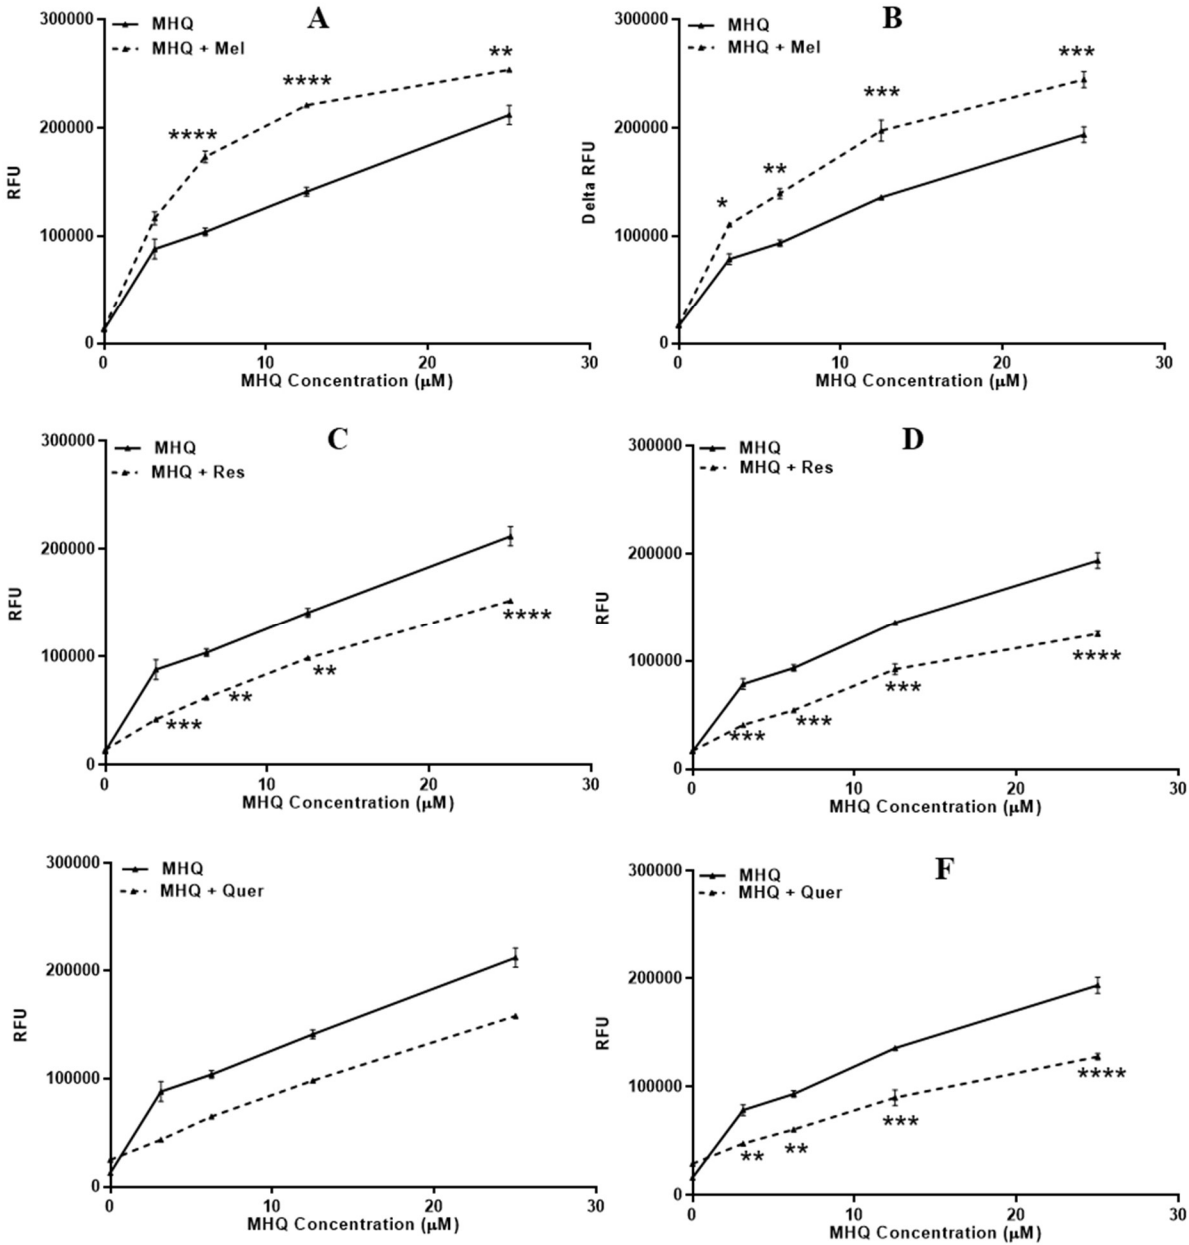 A
MHQ
MHQ + Mel
300000
200000
100000
0
RFU
****
****
**
0 10 20 30
MHQ Concentration (µM)
B
MHQ
MHQ + Mel
300000
200000
100000
0
Delta RFU
*
**
***
***
0 10 20 30
MHQ Concentration (µM)
C
MHQ
MHQ + Res
300000
200000
100000
0
RFU
***
**
**
****
0 10 20 30
MHQ Concentration (µM)
D
MHQ
MHQ + Res
300000
200000
100000
0
RFU
***
***
***
****
0 10 20 30
MHQ Concentration (µM)
MHQ
MHQ + Quer
300000
200000
100000
0
RFU
0 10 20 30
MHQ Concentration (µM)
F
MHQ
MHQ + Quer
300000
200000
100000
0
RFU
**
**
***
****
0 10 20 30
MHQ Concentration (µM)